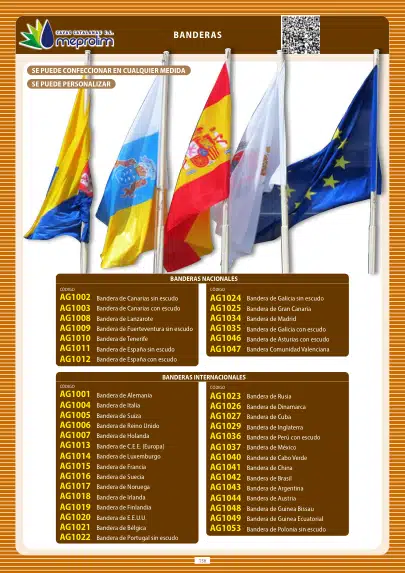 TAPAS CATALANAS S.L.
meprolim
BANDERAS
SE PUEDE CONFECCIONAR EN CUALQUIER MEDIDA
SE PUEDE PERSONALIZAR
BANDERAS NACIONALES
CÓDIGO
AG1002 Bandera de Canarias sin escudo
AG1003 Bandera de Canarias con escudo
AG1008 Bandera de Lanzarote
AG1009 Bandera de Fuerteventura sin escudo
AG1010 Bandera de Tenerife
AG1011 Bandera de España sin escudo
AG1012 Bandera de España con escudo
CÓDIGO
AG1024 Bandera de Galicia sin escudo
AG1025 Bandera de Gran Canaria
AG1034 Bandera de Madrid
AG1035 Bandera de Galicia con escudo
AG1046 Bandera de Asturias con escudo
AG1047 Bandera Comunidad Valenciana
BANDERAS INTERNACIONALES
CÓDIGO
AG1001 Bandera de Alemania
AG1004 Bandera de Italia
AG1005 Bandera de Suiza
AG1006 Bandera de Reino Unido
AG1007 Bandera de Holanda
AG1013 Bandera de C.E.E. (Europa)
AG1014 Bandera de Luxemburgo
AG1015 Bandera de Francia
AG1016 Bandera de Suecia
AG1017 Bandera de Noruega
AG1018 Bandera de Irlanda
AG1019 Bandera de Finlandia
AG1020 Bandera de E.E.U.U.
AG1021 Bandera de Bélgica
AG1022 Bandera de Portugal sin escudo
CÓDIGO
AG1023 Bandera de Rusia
AG1026 Bandera de Dinamarca
AG1027 Bandera de Cuba
AG1029 Bandera de Inglaterra
AG1036 Bandera de Perú con escudo
AG1037 Bandera de México
AG1040 Bandera de Cabo Verde
AG1041 Bandera de China
AG1042 Bandera de Brasil
AG1043 Bandera de Argentina
AG1044 Bandera de Austria
AG1048 Bandera de Guinea Bissau
AG1049 Bandera de Guinea Ecuatorial
AG1053 Bandera de Polonia sin escudo